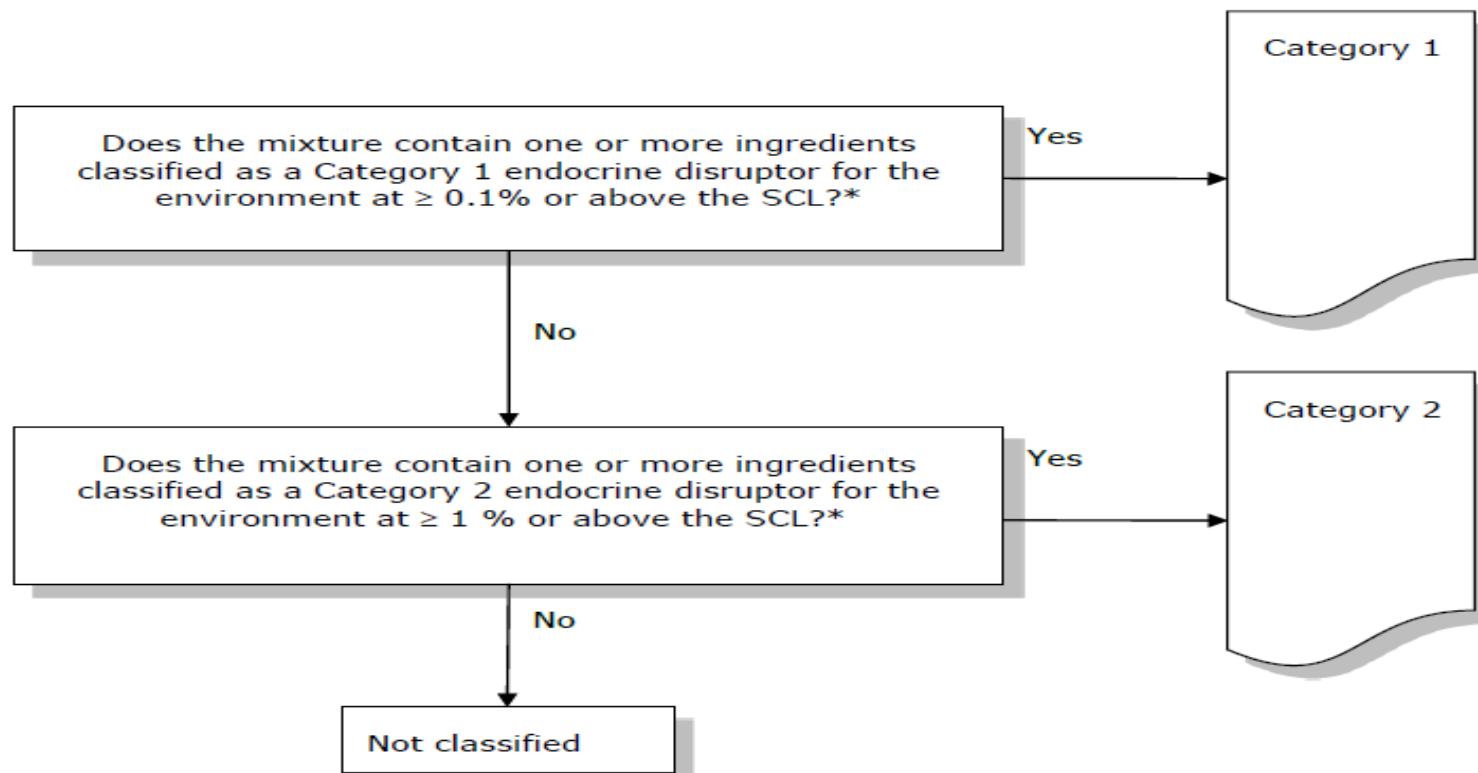 Category 1
Does the mixture contain one or more ingredients
classified as a Category 1 endocrine disruptor for the
environment at ≥ 0.1% or above the SCL?*
Yes
No
Category 2
Does the mixture contain one or more ingredients
classified as a Category 2 endocrine disruptor for the
environment at ≥ 1 % or above the SCL?*
Yes
No
Not classified